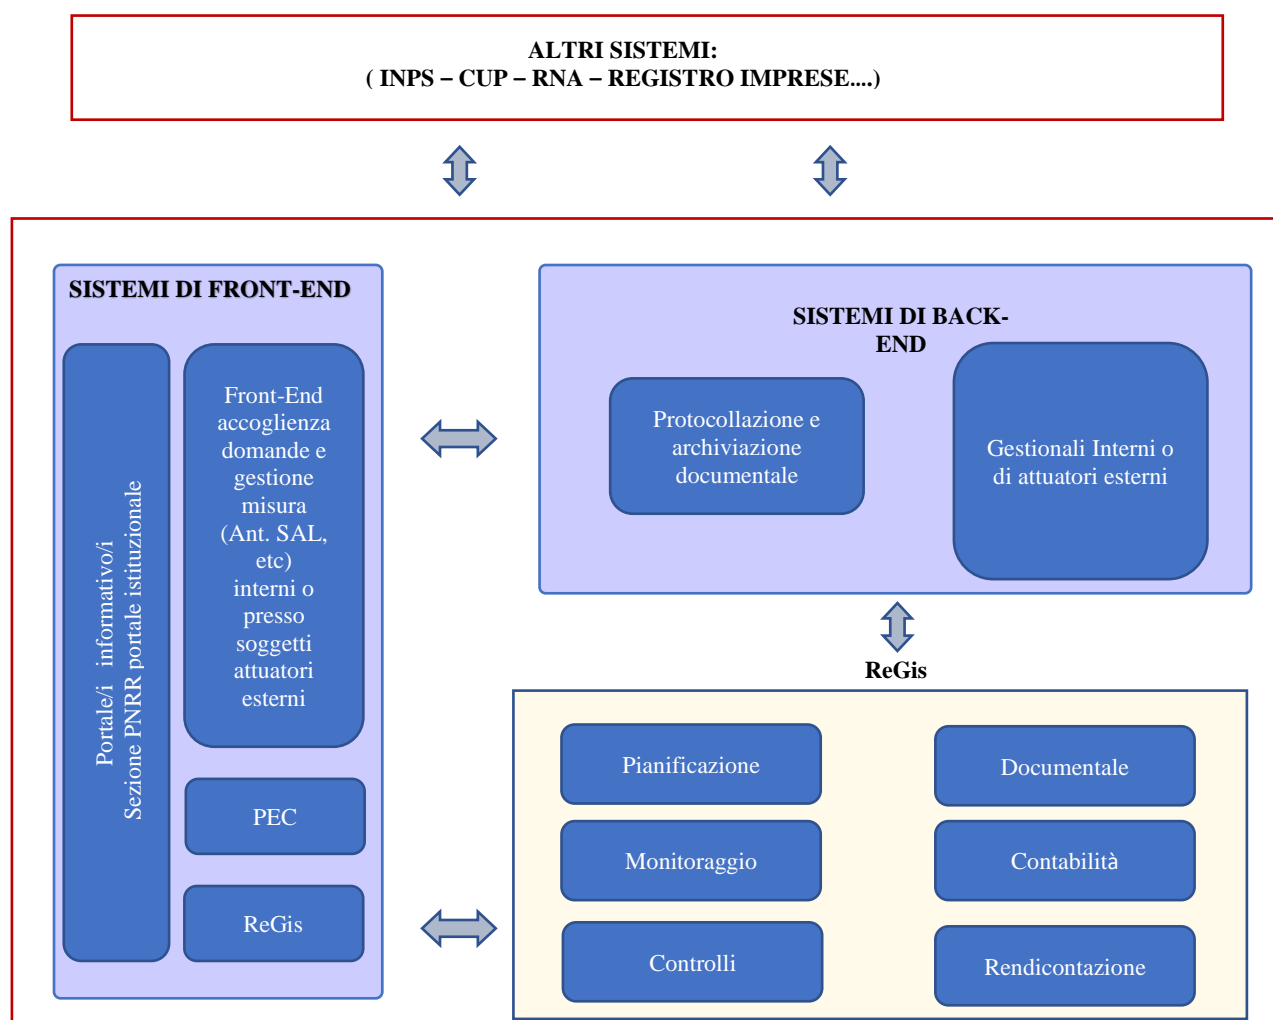 ALTRI SISTEMI:
( INPS – CUP – RNA – REGISTRO IMPRESE....)
SISTEMI DI FRONT-END
Portale/i informativo/i
Sezione PNRR portale istituzionale
Front-End
accoglienza
domande e
gestione
misura
(Ant. SAL,
etc)
interni o
presso
soggetti
attuatori
esterni
PEC
ReGis
SISTEMI DI BACK-
END
Protocollazione e
archiviazione
documentale
Gestionali Interni o
di attuatori esterni
ReGis
Pianificazione
Documentale
Monitoraggio
Contabilità
Controlli
Rendicontazione